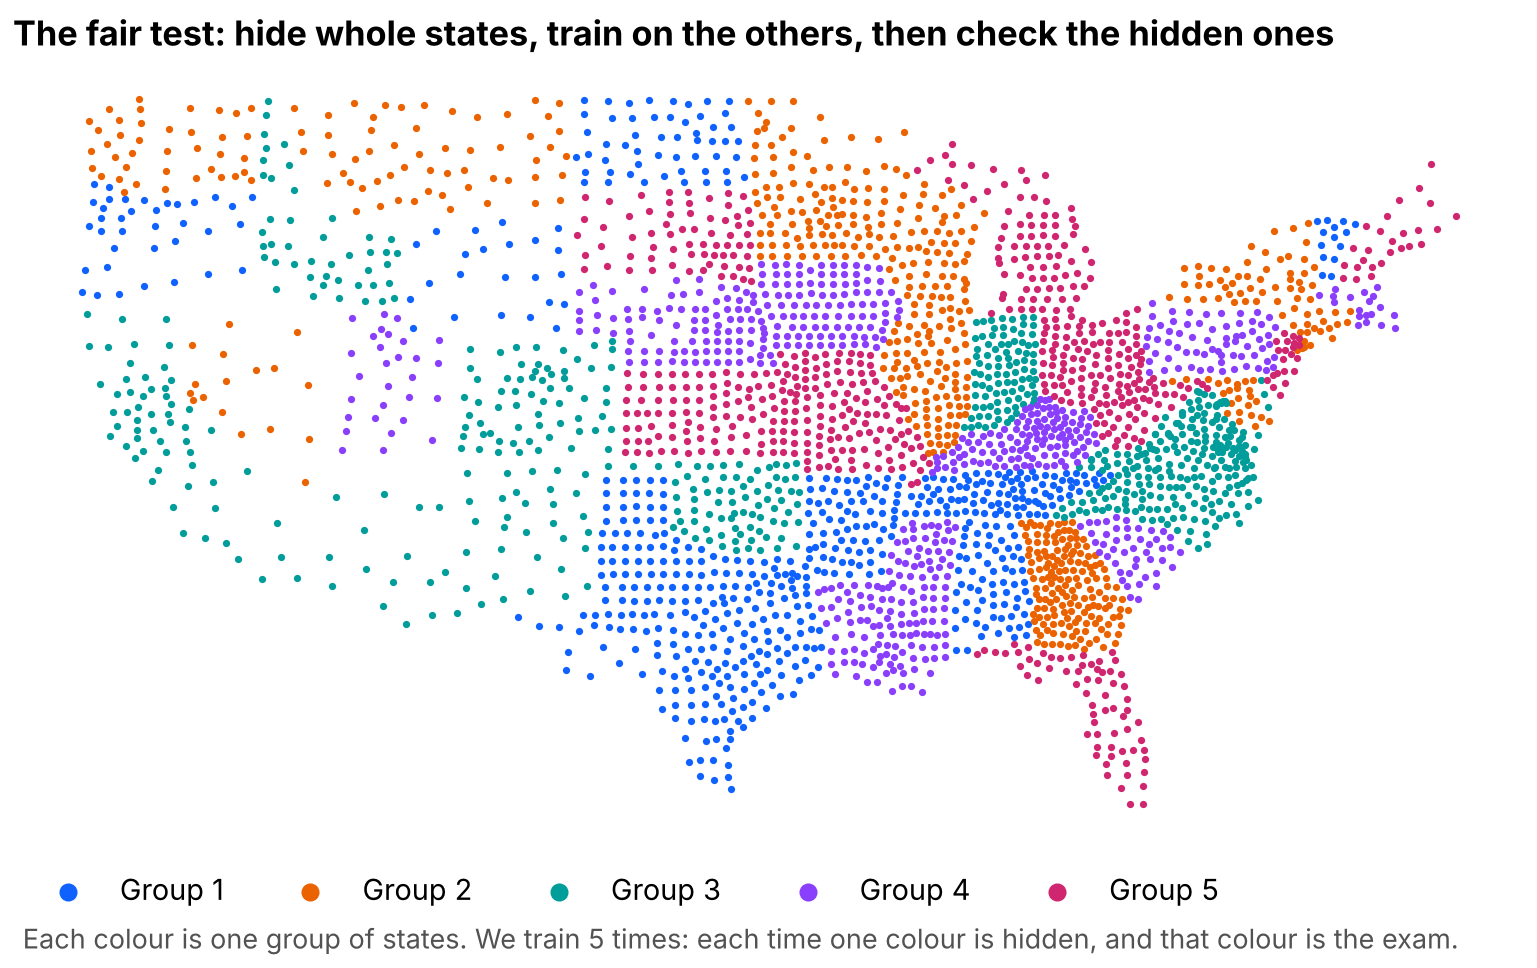 The fair test: hide whole states, train on the others, then check the hidden ones
Group 1 Group 2 Group 3 Group 4 Group 5
Each colour is one group of states. We train 5 times: each time one colour is hidden, and that colour is the exam.